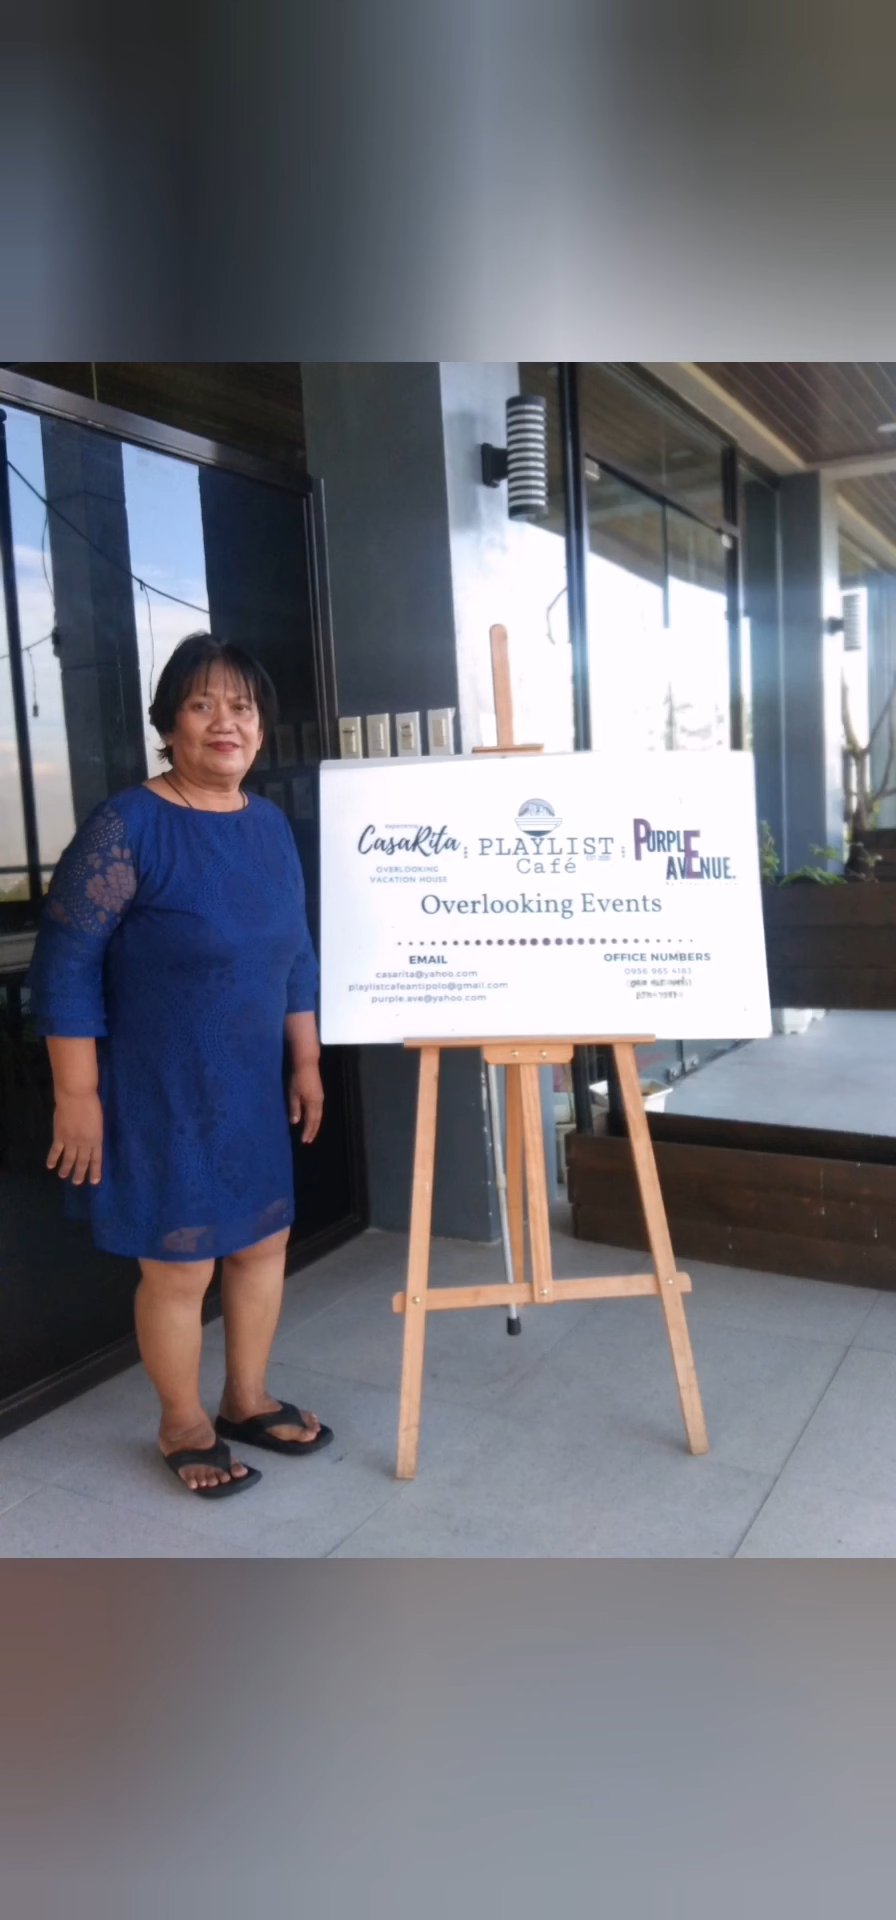 experience
CasaRita
OVERLOOKING
VACATION HOUSE
PLAYLIST
Café
PURPLE
AVENUE.
Overlooking Events
EMAIL
casarita@yahoo.com
playlistcafeantipolo@gmail.com
purple.ave@yahoo.com
OFFICE NUMBERS
0956 965 4183